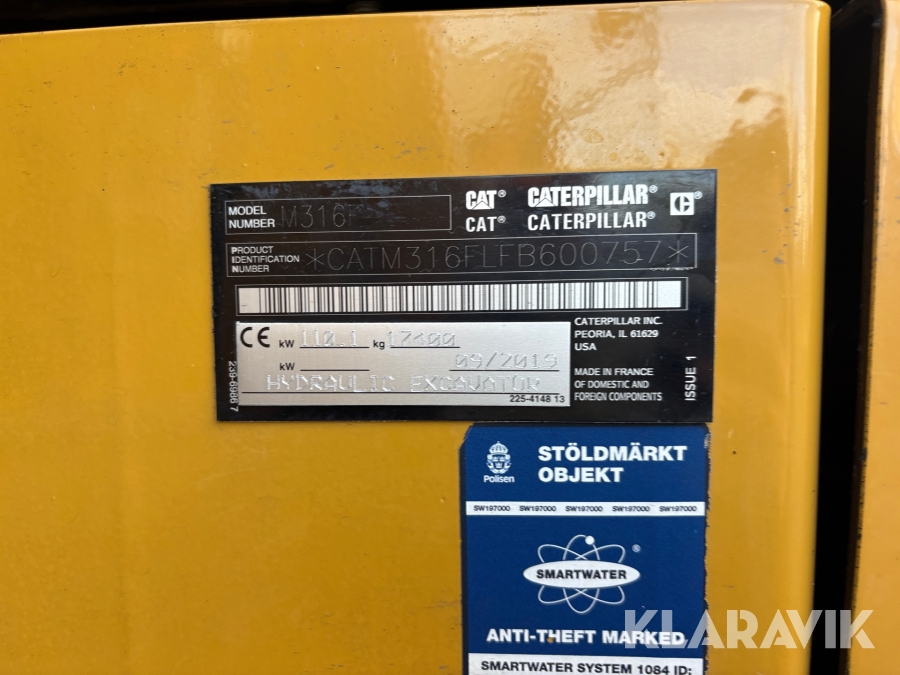 MODEL NUMBER M316F
CAT® CATERPILLAR®
CAT® CATERPILLAR®
PRODUCT IDENTIFICATION NUMBER *CATM316FLFB600757*
CE kW 110.1 kg 17400
kW 09/2019
HYDRAULIC EXCAVATOR
225-4148 13
239-6986 7
CATERPILLAR INC.
PEORIA, IL 61629
USA
MADE IN FRANCE
OF DOMESTIC AND
FOREIGN COMPONENTS
ISSUE 1
Polisen
STÖLDMÄRKT
OBJEKT
SW197000 SW197000 SW197000 SW197000 SW197000
SMARTWATER®
ANTI-THEFT MARKED
SMARTWATER SYSTEM 1084 ID:
KLARAVIK